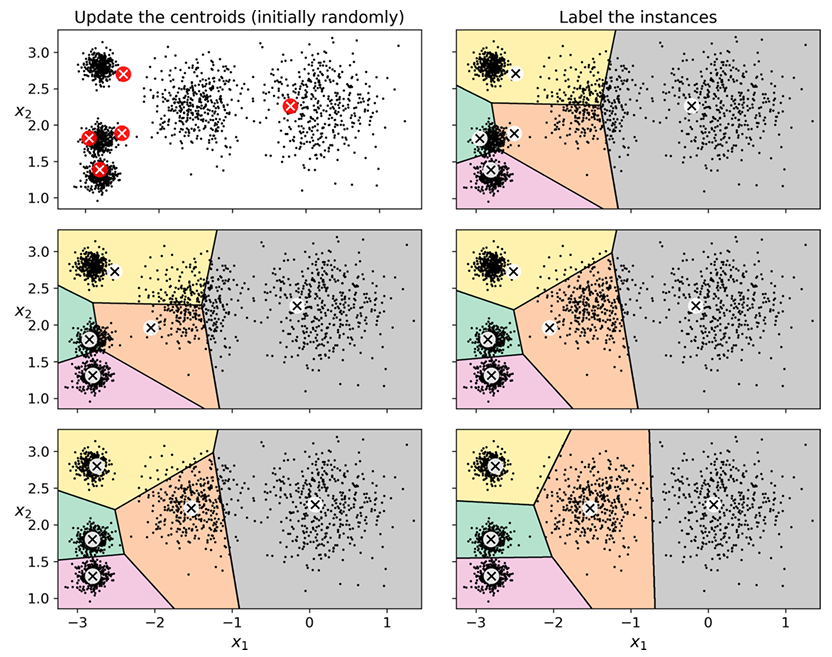 Update the centroids (initially randomly)
Label the instances
3.0
2.5
x₂
2.0
1.5
1.0
3.0
2.5
x₂
2.0
1.5
1.0
3.0
2.5
x₂
2.0
1.5
1.0
−3 −2 −1 0 1
−3 −2 −1 0 1
x₁
x₁